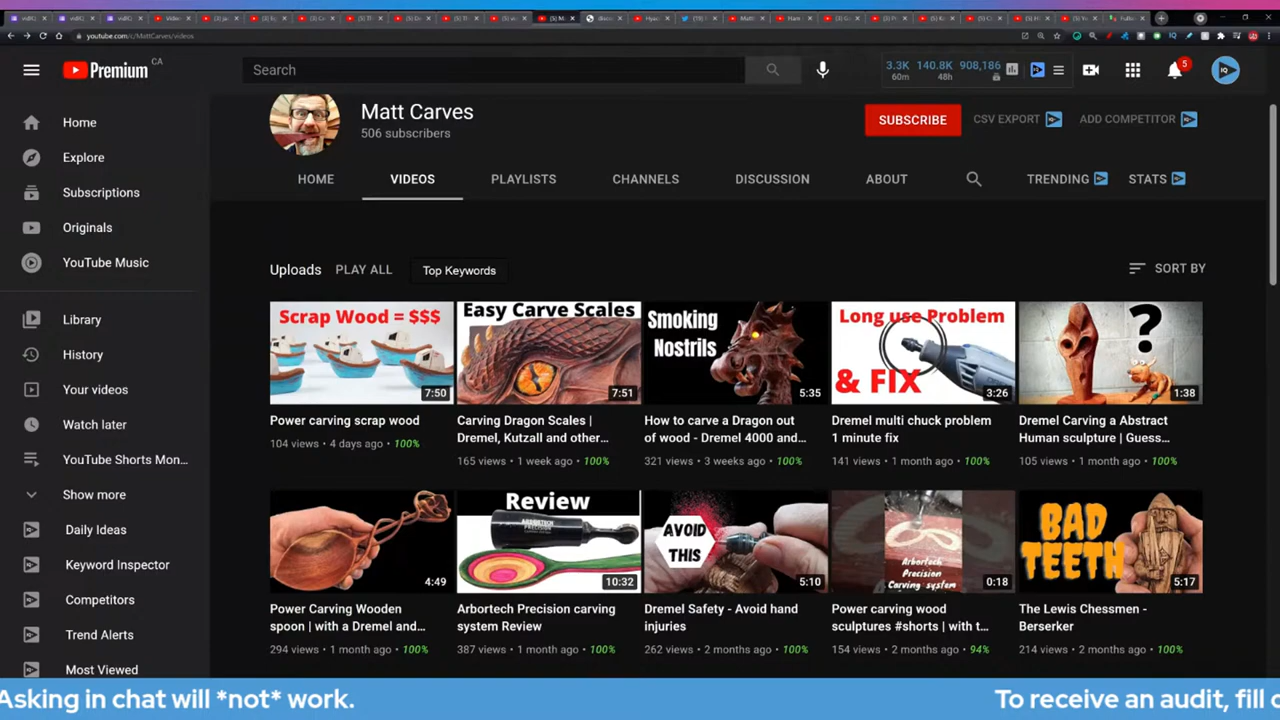 youtube.com/c/MattCarves/videos
Premium CA
Search
3.3K 60m
140.8K 48h
908,186
5
Matt Carves
506 subscribers
SUBSCRIBE
CSV EXPORT
ADD COMPETITOR
HOME
VIDEOS
PLAYLISTS
CHANNELS
DISCUSSION
ABOUT
TRENDING
STATS
Home
Explore
Subscriptions
Originals
YouTube Music
Library
History
Your videos
Watch later
YouTube Shorts Mon...
Show more
Daily Ideas
Keyword Inspector
Competitors
Trend Alerts
Most Viewed
Uploads
PLAY ALL
Top Keywords
SORT BY
Scrap Wood = $$$
7:50
Power carving scrap wood
104 views • 4 days ago • 100%
Easy Carve Scales
7:51
Carving Dragon Scales |
Dremel, Kutzall and other...
165 views • 1 week ago • 100%
Smoking
Nostrils
5:35
How to carve a Dragon out
of wood - Dremel 4000 and...
321 views • 3 weeks ago • 100%
Long use Problem
& FIX
3:26
Dremel multi chuck problem
1 minute fix
141 views • 1 month ago • 100%
?
1:38
Dremel Carving a Abstract
Human sculpture | Guess...
105 views • 1 month ago • 100%
4:49
Power Carving Wooden
spoon | with a Dremel and...
294 views • 1 month ago • 100%
Review
ARBORTECH
PRECISION
10:32
Arbortech Precision carving
system Review
387 views • 1 month ago • 100%
AVOID
THIS
5:10
Dremel Safety - Avoid hand
injuries
262 views • 2 months ago • 100%
Arbortech
Precision
Carving system
0:18
Power carving wood
sculptures #shorts | with t...
154 views • 2 months ago • 94%
BAD
TEETH
5:17
The Lewis Chessmen -
Berserker
214 views • 2 months ago • 100%
Asking in chat will *not* work.
To receive an audit, fill